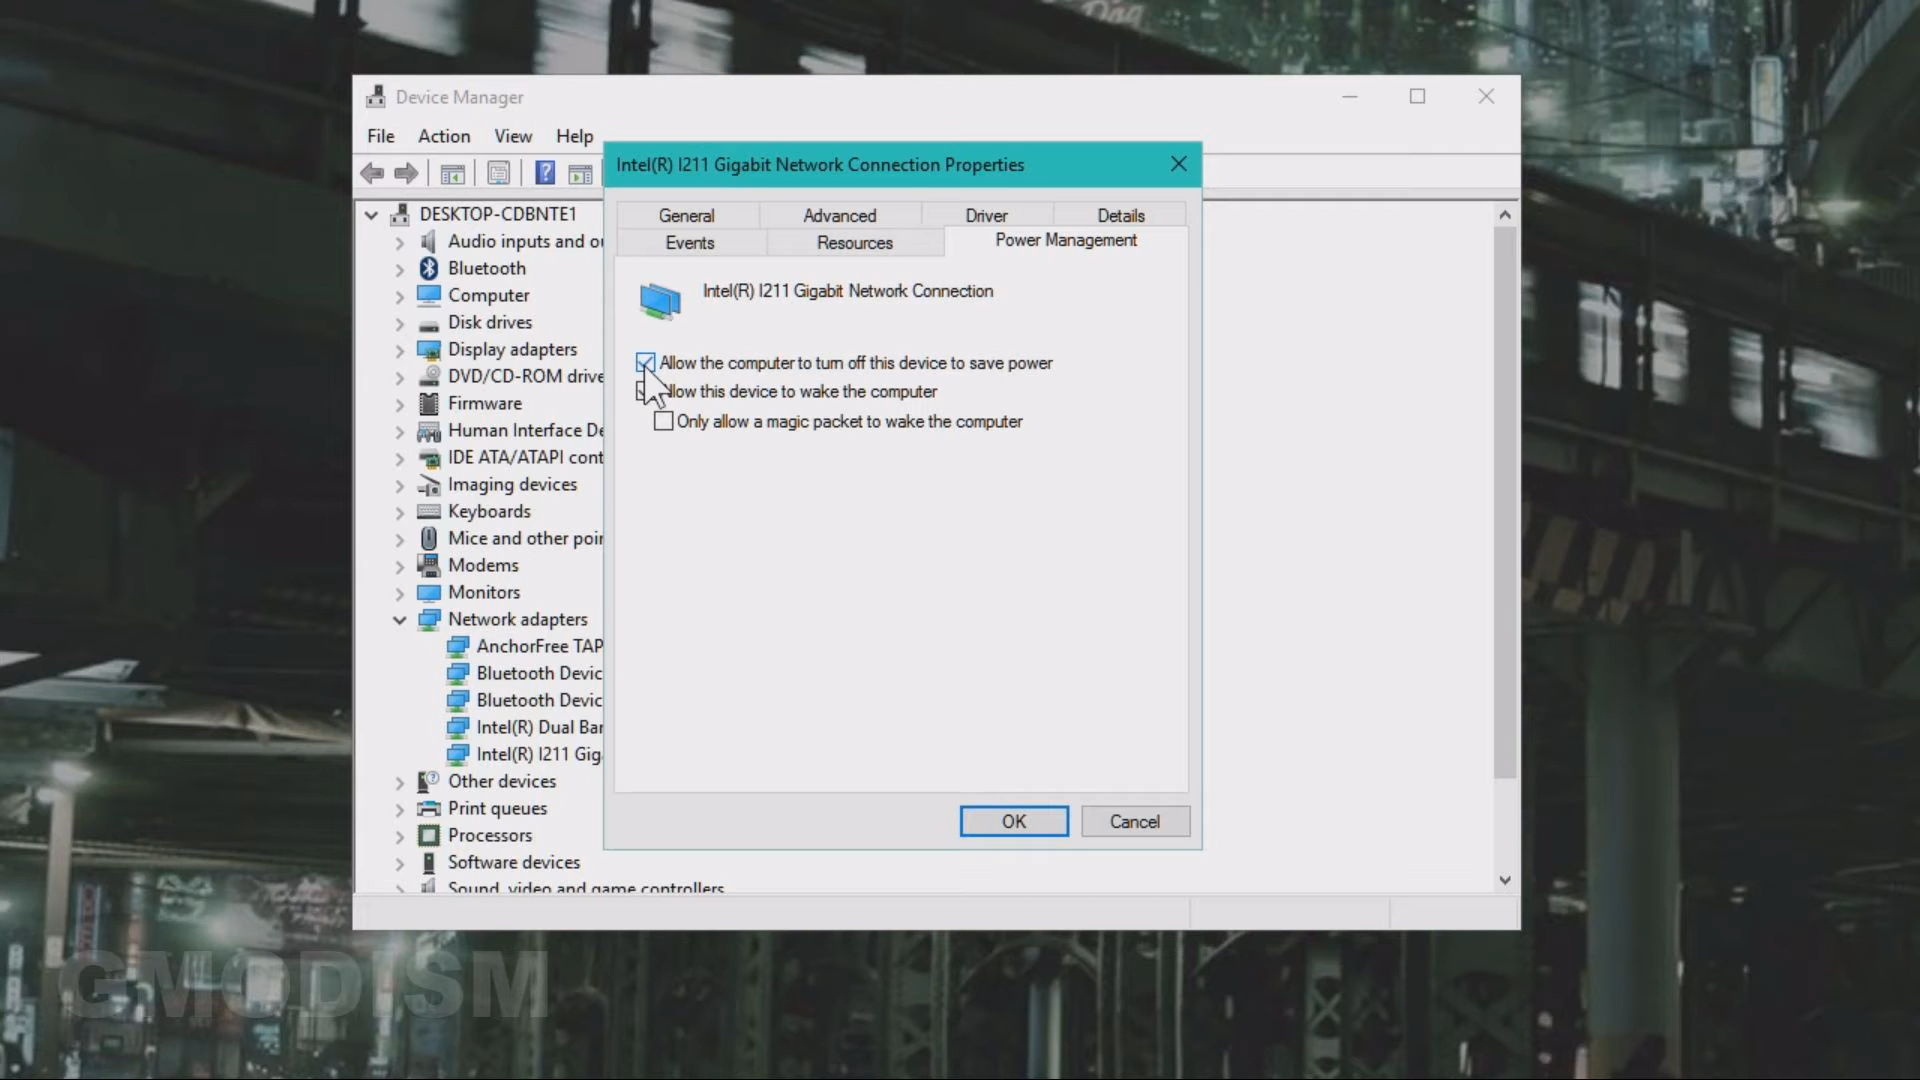 Device Manager
File Action View Help
Intel(R) I211 Gigabit Network Connection Properties
General Advanced Driver Details
Events Resources Power Management
Intel(R) I211 Gigabit Network Connection
Allow the computer to turn off this device to save power
llow this device to wake the computer
Only allow a magic packet to wake the computer
OK Cancel
DESKTOP-CDBNTE1
Audio inputs and ou
Bluetooth
Computer
Disk drives
Display adapters
DVD/CD-ROM drive
Firmware
Human Interface De
IDE ATA/ATAPI cont
Imaging devices
Keyboards
Mice and other poin
Modems
Monitors
Network adapters
AnchorFree TAP
Bluetooth Devic
Bluetooth Devic
Intel(R) Dual Ban
Intel(R) I211 Gig
Other devices
Print queues
Processors
Software devices
Sound, video and game controllers
GMODISM